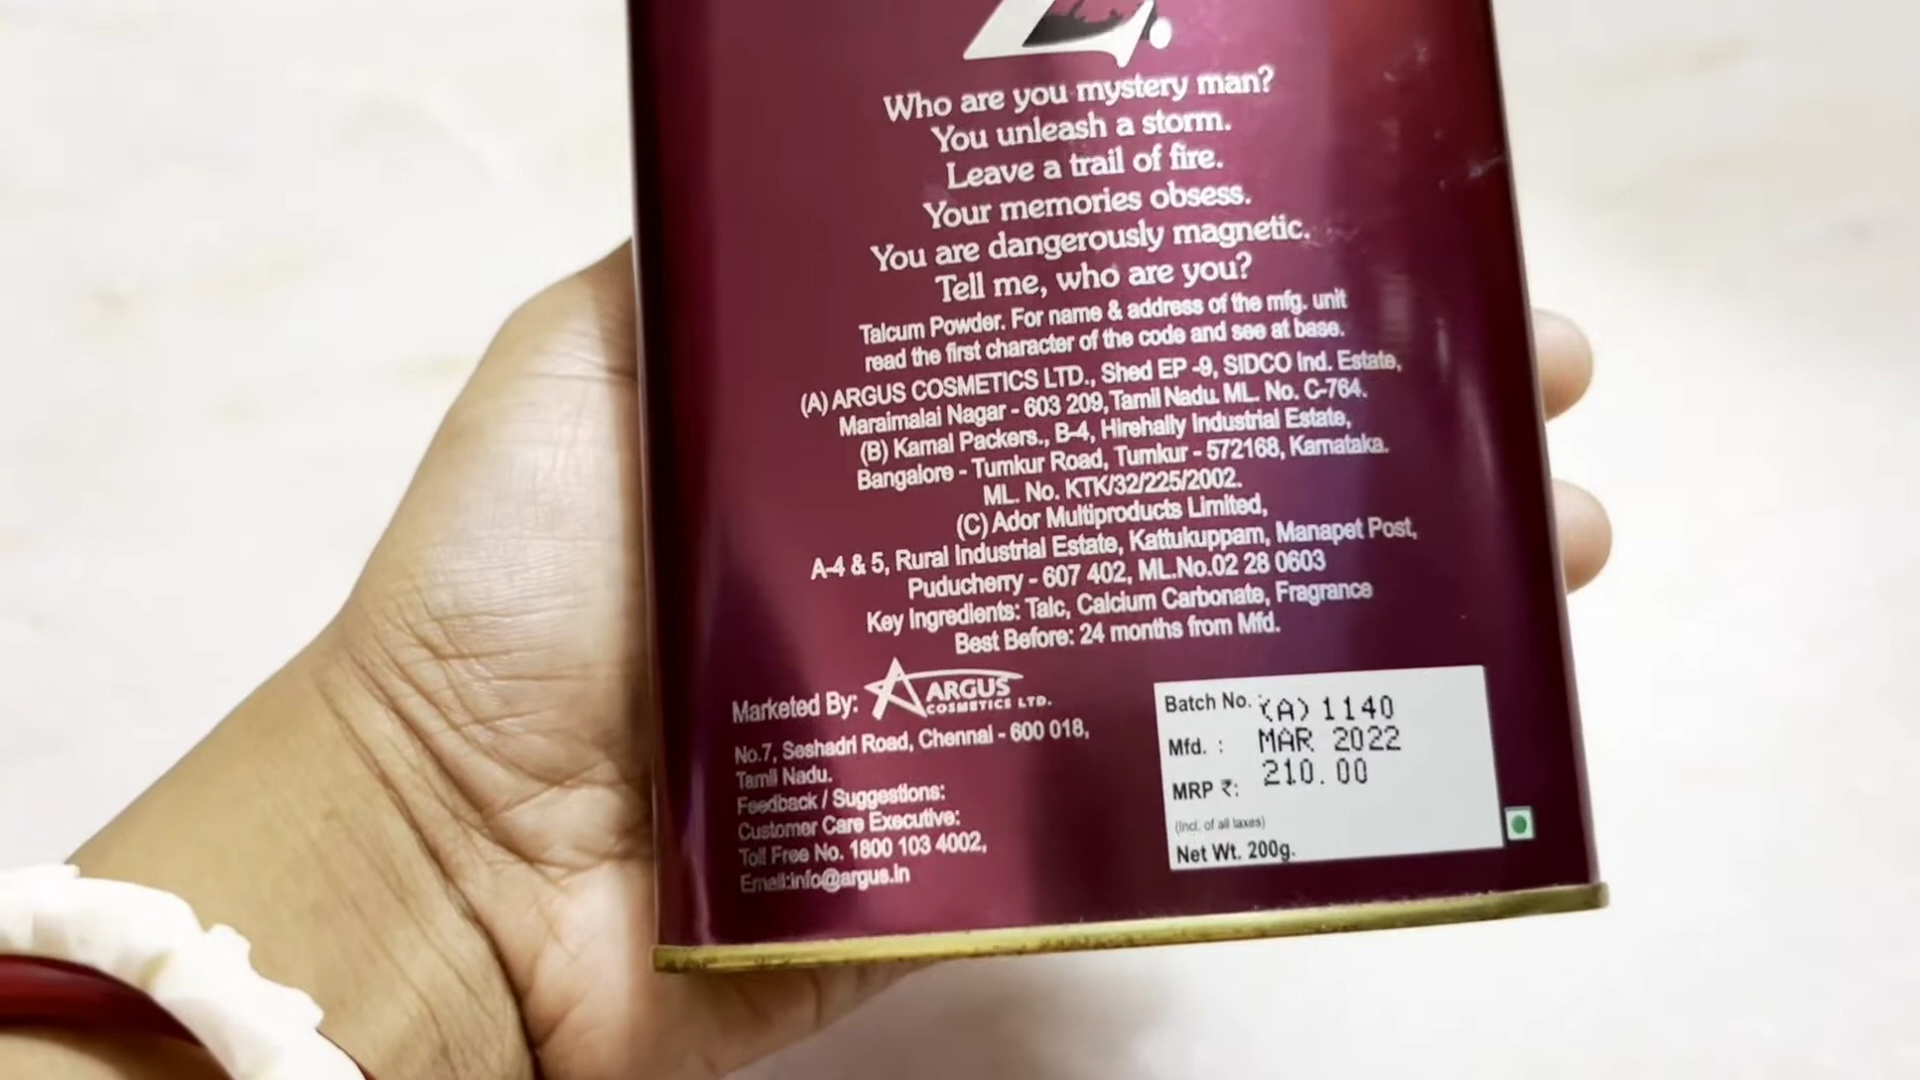 Z.
Who are you mystery man?
You unleash a storm.
Leave a trail of fire.
Your memories obsess.
You are dangerously magnetic.
Tell me, who are you?
Talcum Powder. For name & address of the mfg. unit
read the first character of the code and see at base.
(A) ARGUS COSMETICS LTD., Shed EP -9, SIDCO Ind. Estate,
Maraimalai Nagar - 603 209, Tamil Nadu. ML. No. C-764.
(B) Kamal Packers., B-4, Hirehally Industrial Estate,
Bangalore - Tumkur Road, Tumkur - 572168, Karnataka.
ML. No. KTK/32/225/2002.
(C) Ador Multiproducts Limited,
A-4 & 5, Rural Industrial Estate, Kattukuppam, Manapet Post,
Puducherry - 607 402, ML.No.02 28 0603
Key Ingredients: Talc, Calcium Carbonate, Fragrance
Best Before: 24 months from Mfd.
Marketed By: ARGUS
COSMETICS LTD.
No.7, Seshadri Road, Chennai - 600 018,
Tamil Nadu.
Feedback / Suggestions:
Customer Care Executive:
Toll Free No. 1800 103 4002,
Email:info@argus.in
Batch No. (A) 1140
Mfd. : MAR 2022
MRP ₹: 210.00
(Incl. of all taxes)
Net Wt. 200g.